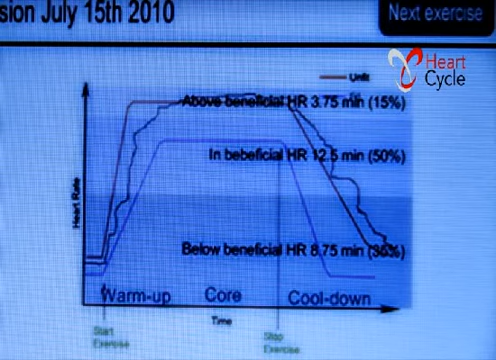 sion July 15th 2010
Next exercise
Heart
Cycle
Above beneficial HR 3.75 min (15%)
In bebeficial HR 12.5 min (50%)
Heart Rate
Below beneficial HR 8.75 min (35%)
Warm-up Core Cool-down
Time
Start
Exercise
Stop
Exercise